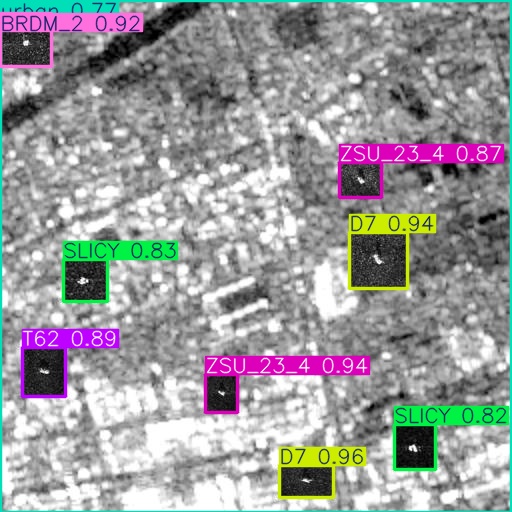 urban 0.77
BRDM_2 0.92
ZSU_23_4 0.87
D7 0.94
SLICY 0.83
T62 0.89
ZSU_23_4 0.94
SLICY 0.82
D7 0.96